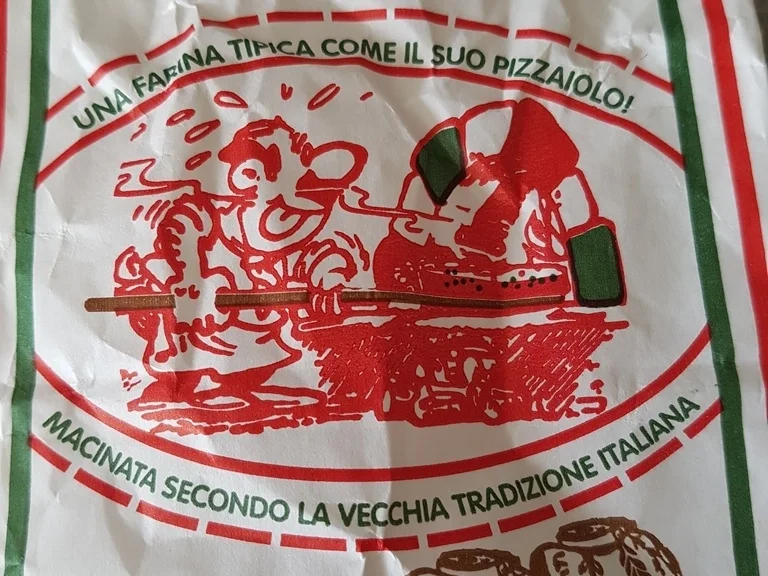 UNA FARINA TIPICA COME IL SUO PIZZAIOLO!
MACINATA SECONDO LA VECCHIA TRADIZIONE ITALIANA